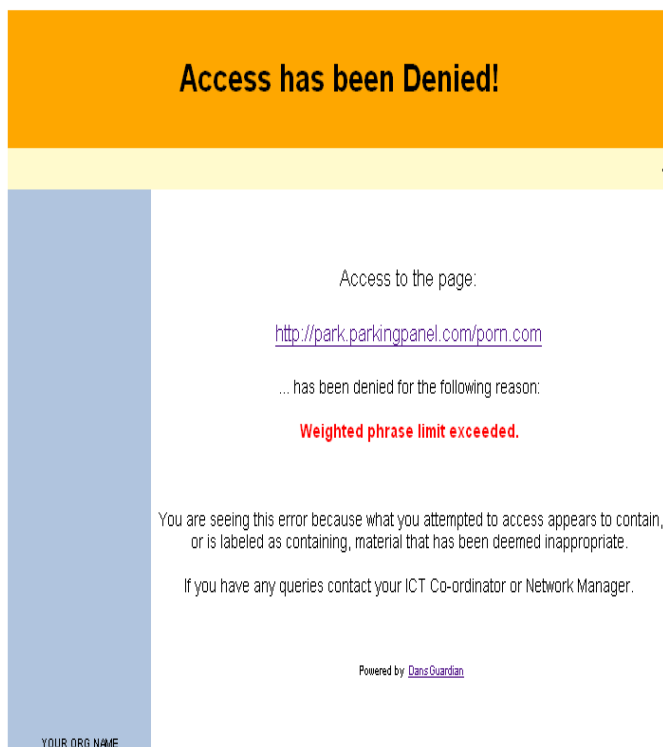 Access has been Denied!
Access to the page:
http://park.parkingpanel.com/porn.com
... has been denied for the following reason:
Weighted phrase limit exceeded.
You are seeing this error because what you attempted to access appears to contain,
or is labeled as containing, material that has been deemed inappropriate.
If you have any queries contact your ICT Co-ordinator or Network Manager.
Powered by DansGuardian
YOUR ORG NAME